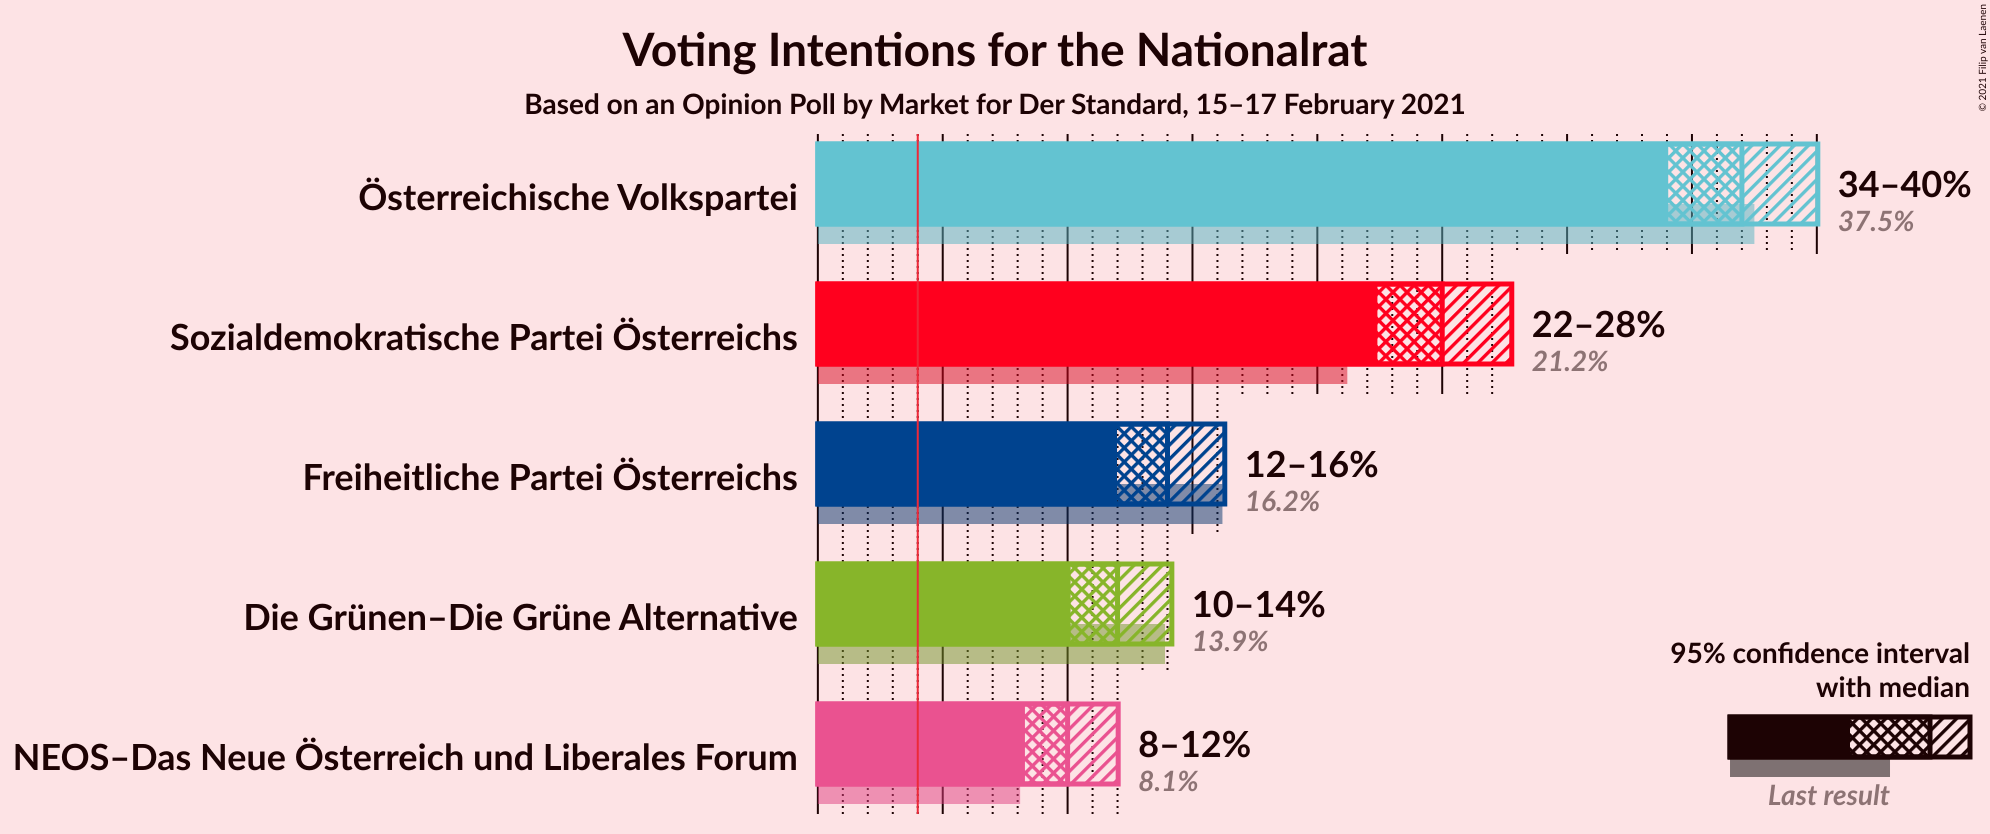 Voting Intentions for the Nationalrat
Based on an Opinion Poll by Market for Der Standard, 15–17 February 2021
© 2021 Filip van Laenen
Österreichische Volkspartei
34–40%
37.5%
Sozialdemokratische Partei Österreichs
22–28%
21.2%
Freiheitliche Partei Österreichs
12–16%
16.2%
Die Grünen–Die Grüne Alternative
10–14%
13.9%
NEOS–Das Neue Österreich und Liberales Forum
8–12%
8.1%
95% confidence interval
with median
Last result